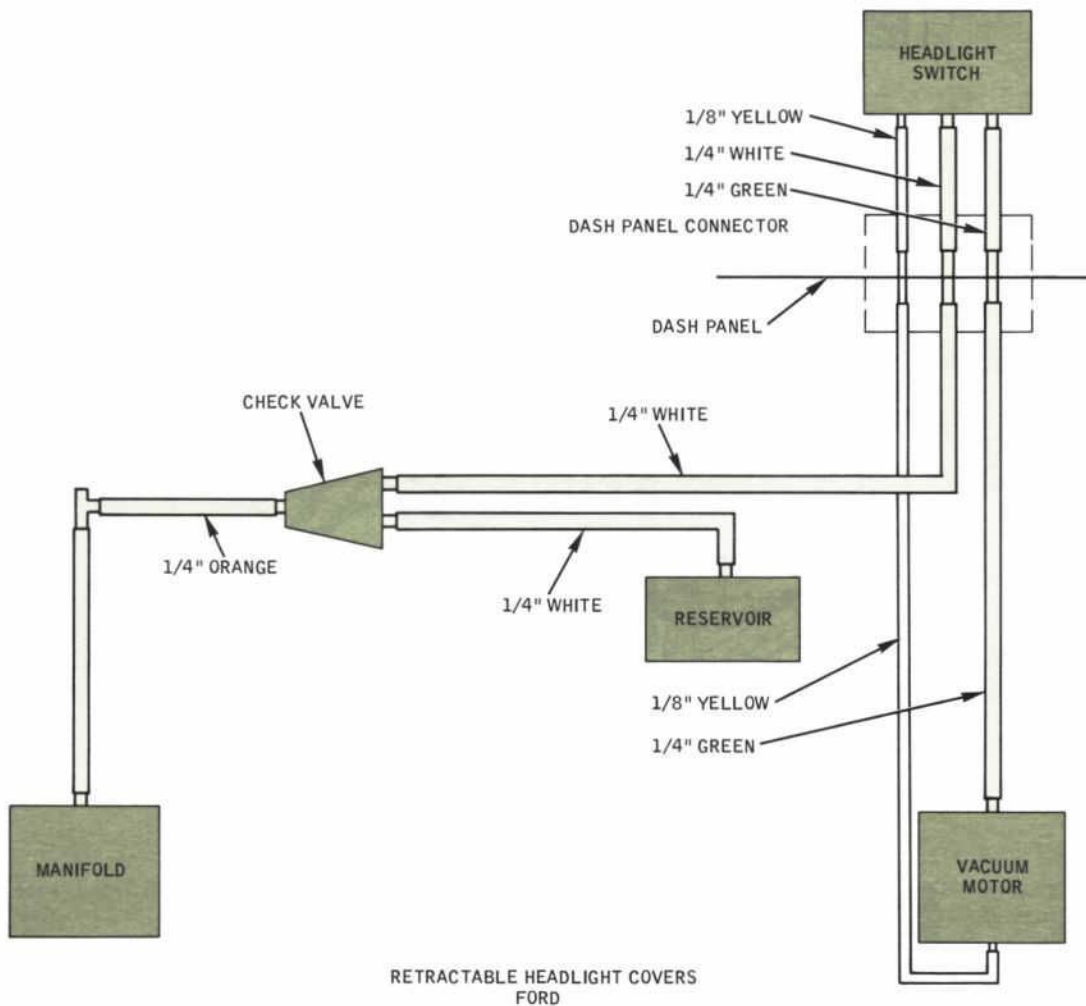 HEADLIGHT
SWITCH
1/8" YELLOW
1/4" WHITE
1/4" GREEN
DASH PANEL CONNECTOR
DASH PANEL
CHECK VALVE
1/4" WHITE
1/4" ORANGE
1/4" WHITE
RESERVOIR
1/8" YELLOW
1/4" GREEN
MANIFOLD
VACUUM
MOTOR
RETRACTABLE HEADLIGHT COVERS
FORD